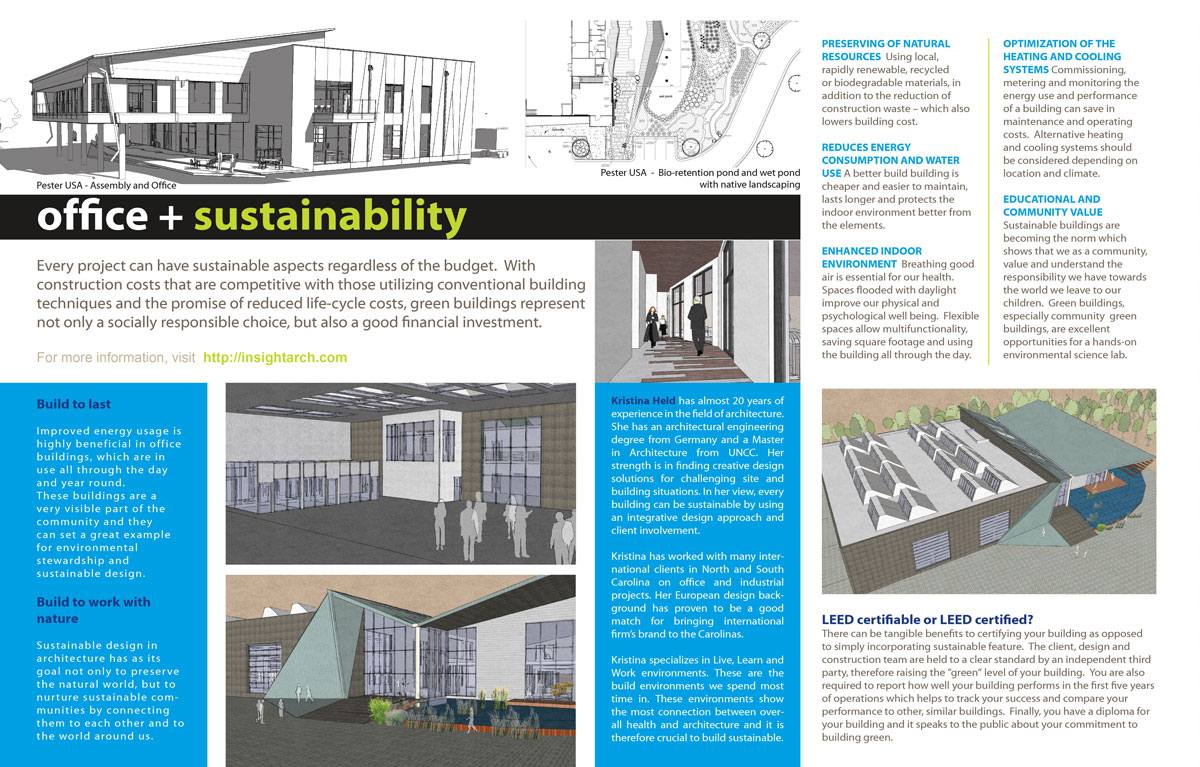 Pester USA - Assembly and Office
Pester USA - Bio-retention pond and wet pond
with native landscaping
office + sustainability
Every project can have sustainable aspects regardless of the budget. With
construction costs that are competitive with those utilizing conventional building
techniques and the promise of reduced life-cycle costs, green buildings represent
not only a socially responsible choice, but also a good financial investment.
For more information, visit http://insightarch.com
Build to last
Improved energy usage is
highly beneficial in office
buildings, which are in
use all through the day
and year round.
These buildings are a
very visible part of the
community and they
can set a great example
for environmental
stewardship and
sustainable design.
Build to work with
nature
Sustainable design in
architecture has as its
goal not only to preserve
the natural world, but to
nurture sustainable com-
munities by connecting
them to each other and to
the world around us.
Kristina Held has almost 20 years of
experience in the field of architecture.
She has an architectural engineering
degree from Germany and a Master
in Architecture from UNCC. Her
strength is in finding creative design
solutions for challenging site and
building situations. In her view, every
building can be sustainable by using
an integrative design approach and
client involvement.
Kristina has worked with many inter-
national clients in North and South
Carolina on office and industrial
projects. Her European design back-
ground has proven to be a good
match for bringing international
firm's brand to the Carolinas.
Kristina specializes in Live, Learn and
Work environments. These are the
build environments we spend most
time in. These environments show
the most connection between over-
all health and architecture and it is
therefore crucial to build sustainable.
PRESERVING OF NATURAL
RESOURCES Using local,
rapidly renewable, recycled
or biodegradable materials, in
addition to the reduction of
construction waste – which also
lowers building cost.
REDUCES ENERGY
CONSUMPTION AND WATER
USE A better build building is
cheaper and easier to maintain,
lasts longer and protects the
indoor environment better from
the elements.
ENHANCED INDOOR
ENVIRONMENT Breathing good
air is essential for our health.
Spaces flooded with daylight
improve our physical and
psychological well being. Flexible
spaces allow multifunctionality,
saving square footage and using
the building all through the day.
OPTIMIZATION OF THE
HEATING AND COOLING
SYSTEMS Commissioning,
metering and monitoring the
energy use and performance
of a building can save in
maintenance and operating
costs. Alternative heating
and cooling systems should
be considered depending on
location and climate.
EDUCATIONAL AND
COMMUNITY VALUE
Sustainable buildings are
becoming the norm which
shows that we as a community,
value and understand the
responsibility we have towards
the world we leave to our
children. Green buildings,
especially community green
buildings, are excellent
opportunities for a hands-on
environmental science lab.
LEED certifiable or LEED certified?
There can be tangible benefits to certifying your building as opposed
to simply incorporating sustainable feature. The client, design and
construction team are held to a clear standard by an independent third
party, therefore raising the "green" level of your building. You are also
required to report how well your building performs in the first five years
of operations which helps to track your success and compare your
performance to other, similar buildings. Finally, you have a diploma for
your building and it speaks to the public about your commitment to
building green.